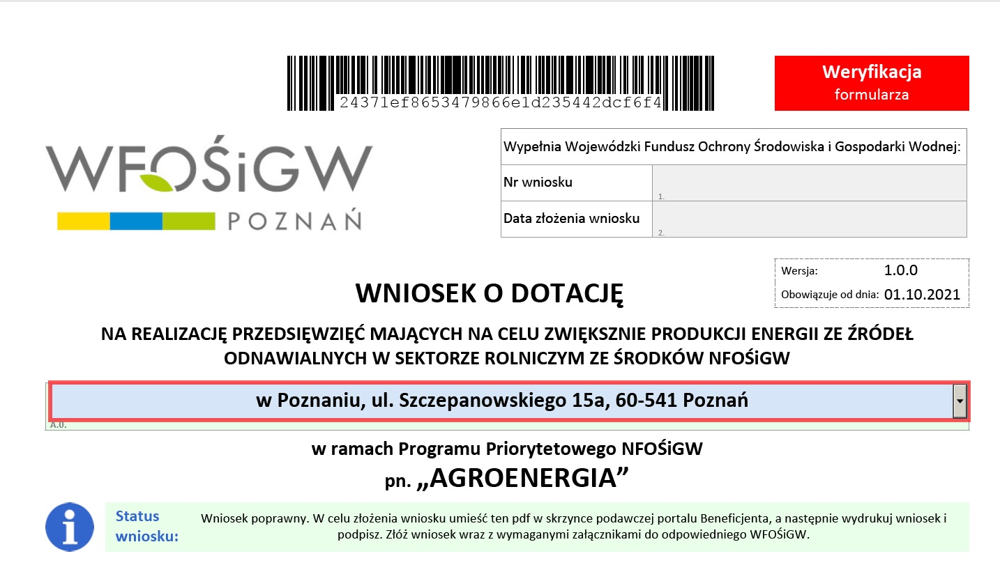 24371ef8653479866e1d235442dcf6f4
Weryfikacja
formularza
WFOŚiGW
POZNAŃ
Wypełnia Wojewódzki Fundusz Ochrony Środowiska i Gospodarki Wodnej:
Nr wniosku
1.
Data złożenia wniosku
2.
Wersja: 1.0.0
Obowiązuje od dnia: 01.10.2021
WNIOSEK O DOTACJĘ
NA REALIZACJĘ PRZEDSIĘWZIĘĆ MAJĄCYCH NA CELU ZWIĘKSZNIE PRODUKCJI ENERGII ZE ŹRÓDEŁ
ODNAWIALNYCH W SEKTORZE ROLNICZYM ZE ŚRODKÓW NFOŚiGW
w Poznaniu, ul. Szczepanowskiego 15a, 60-541 Poznań
A.0.
w ramach Programu Priorytetowego NFOŚiGW
pn. „AGROENERGIA”
Status
wniosku:
Wniosek poprawny. W celu złożenia wniosku umieść ten pdf w skrzynce podawczej portalu Beneficjenta, a następnie wydrukuj wniosek i
podpisz. Złóż wniosek wraz z wymaganymi załącznikami do odpowiedniego WFOŚiGW.